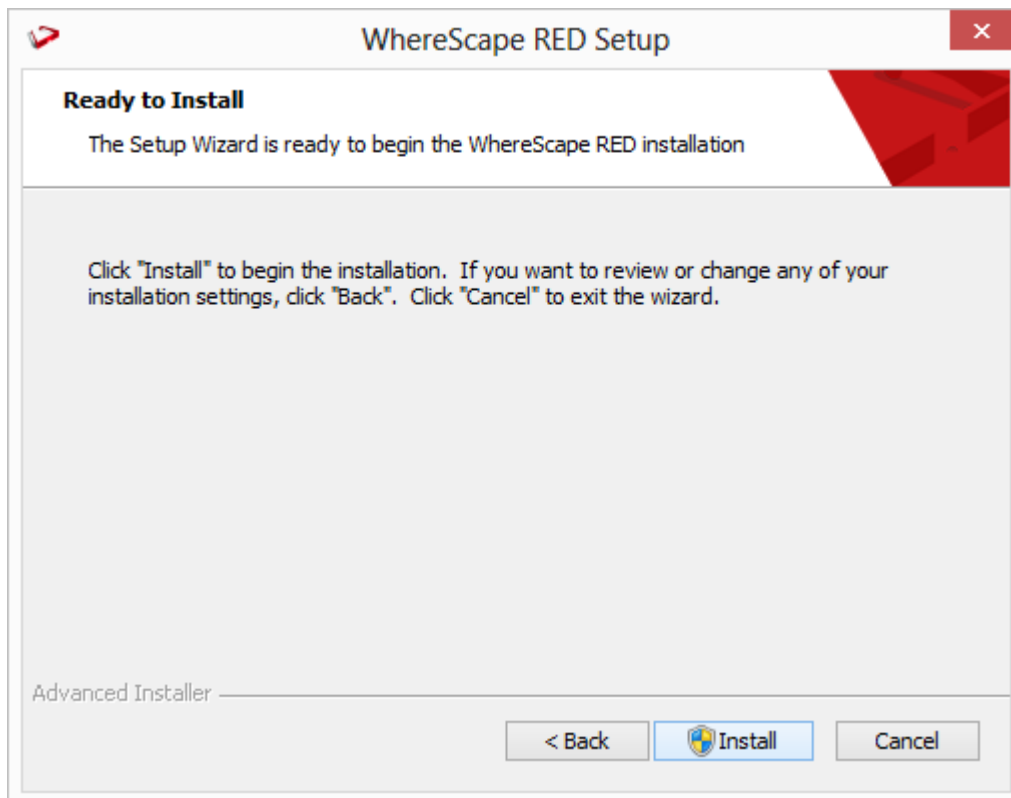 WhereScape RED Setup
Ready to Install
The Setup Wizard is ready to begin the WhereScape RED installation
Click "Install" to begin the installation.  If you want to review or change any of your
installation settings, click "Back".  Click "Cancel" to exit the wizard.
Advanced Installer
< Back
Install
Cancel